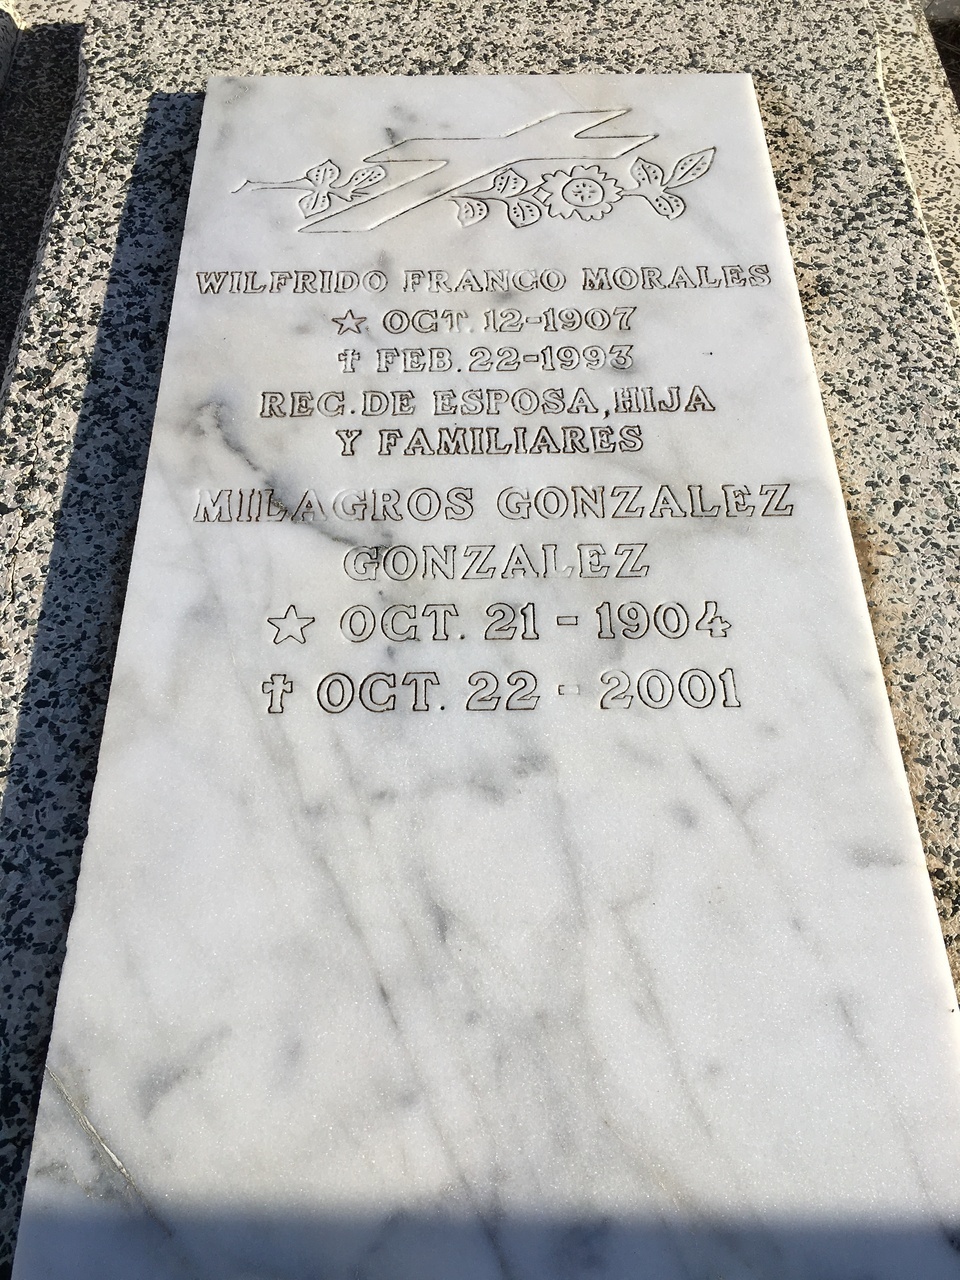 WILFRIDO FRANCO MORALES
☆ OCT. 12-1907
✝ FEB. 22-1993
REC. DE ESPOSA, HIJA
Y FAMILIARES
MILAGROS GONZALEZ
GONZALEZ
☆ OCT. 21 - 1904
✝ OCT. 22 - 2001